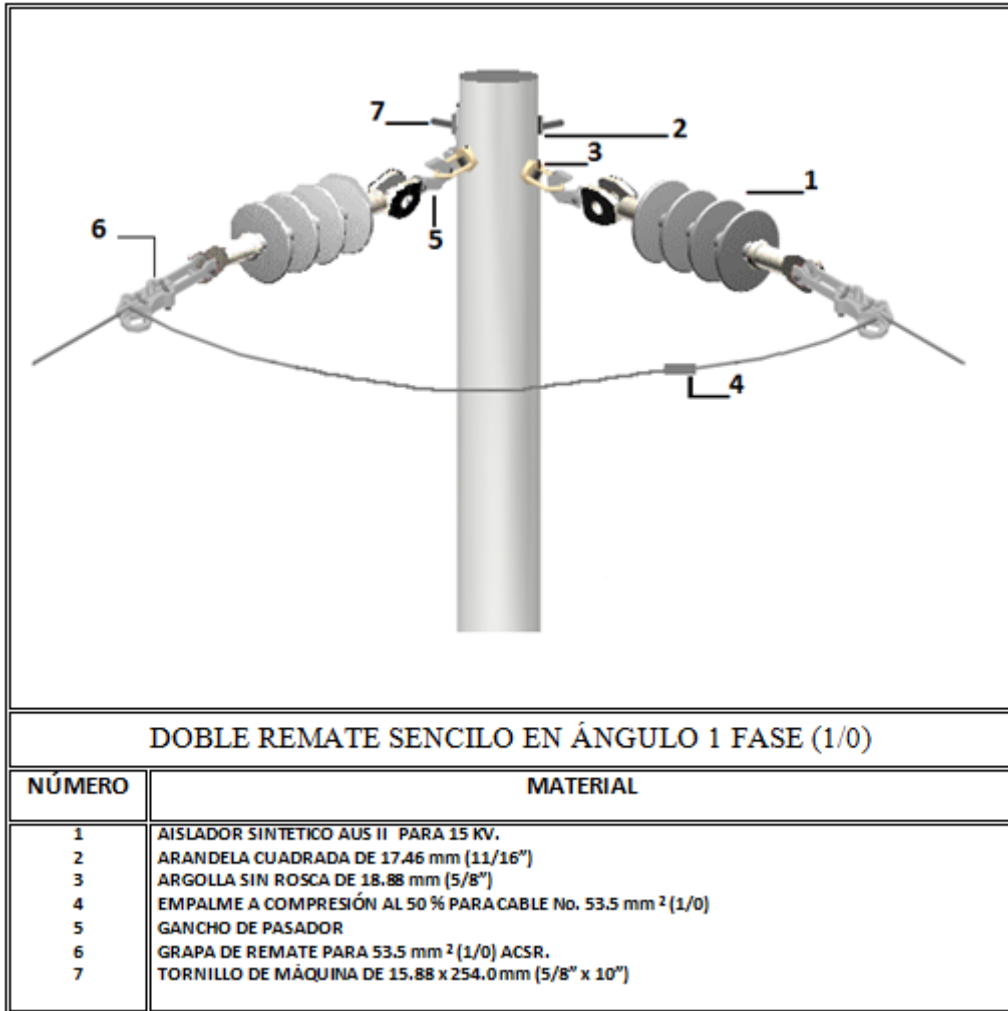 7
2
3
1
5
6
4
DOBLE REMATE SENCILO EN ÁNGULO 1 FASE (1/0)
NÚMERO MATERIAL
1 AISLADOR SINTETICO AUS II PARA 15 KV.
2 ARANDELA CUADRADA DE 17.46 mm (11/16”)
3 ARGOLLA SIN ROSCA DE 18.88 mm (5/8”)
4 EMPALME A COMPRESIÓN AL 50 % PARA CABLE No. 53.5 mm ² (1/0)
5 GANCHO DE PASADOR
6 GRAPA DE REMATE PARA 53.5 mm ² (1/0) ACSR.
7 TORNILLO DE MÁQUINA DE 15.88 x 254.0 mm (5/8” x 10”)